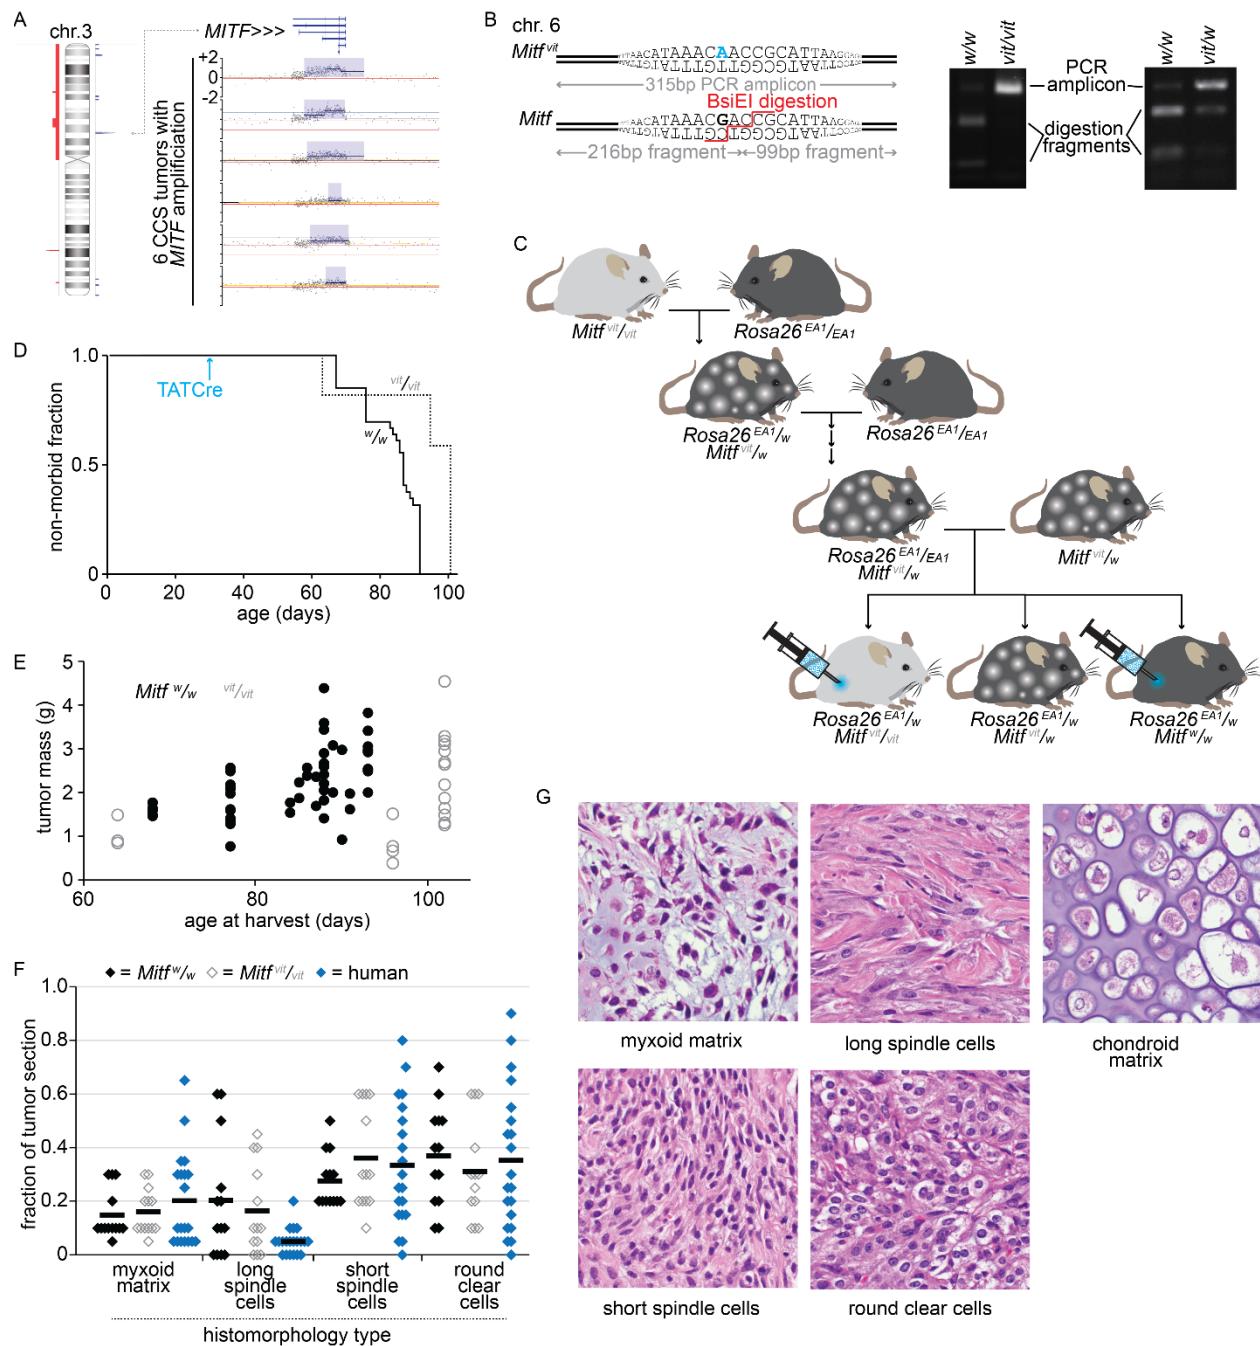 A
chr.3
MITF>>>
+2
0
-2
6 CCS tumors with
MITF amplificiation
B
chr. 6
Mitf vit
ATAAACAACCGCATTA
315bp PCR amplicon
BsiEI digestion
Mitf
ATAAACGACCGCATTA
216bp fragment
99bp fragment
w/w
vit/vit
PCR
amplicon
digestion
fragments
w/w
vit/w
C
Mitf vit/vit
Rosa26 EA1/EA1
Rosa26 EA1/w
Mitf vit/w
Rosa26 EA1/EA1
Rosa26 EA1/EA1
Mitf vit/w
Mitf vit/w
Rosa26 EA1/w
Mitf vit/vit
Rosa26 EA1/w
Mitf vit/w
Rosa26 EA1/w
Mitf w/w
D
non-morbid fraction
1.0
0.5
0
TATCre
vit/vit
w/w
0 20 40 60 80 100
age (days)
E
tumor mass (g)
5
4
3
2
1
0
Mitf w/w vit/vit
60 80 100
age at harvest (days)
F
= Mitf w/w = Mitf vit/vit = human
fraction of tumor section
1.0
0.8
0.6
0.4
0.2
0
myxoid
matrix
long
spindle
cells
short
spindle
cells
round
clear
cells
histomorphology type
G
myxoid matrix
long spindle cells
chondroid
matrix
short spindle cells
round clear cells